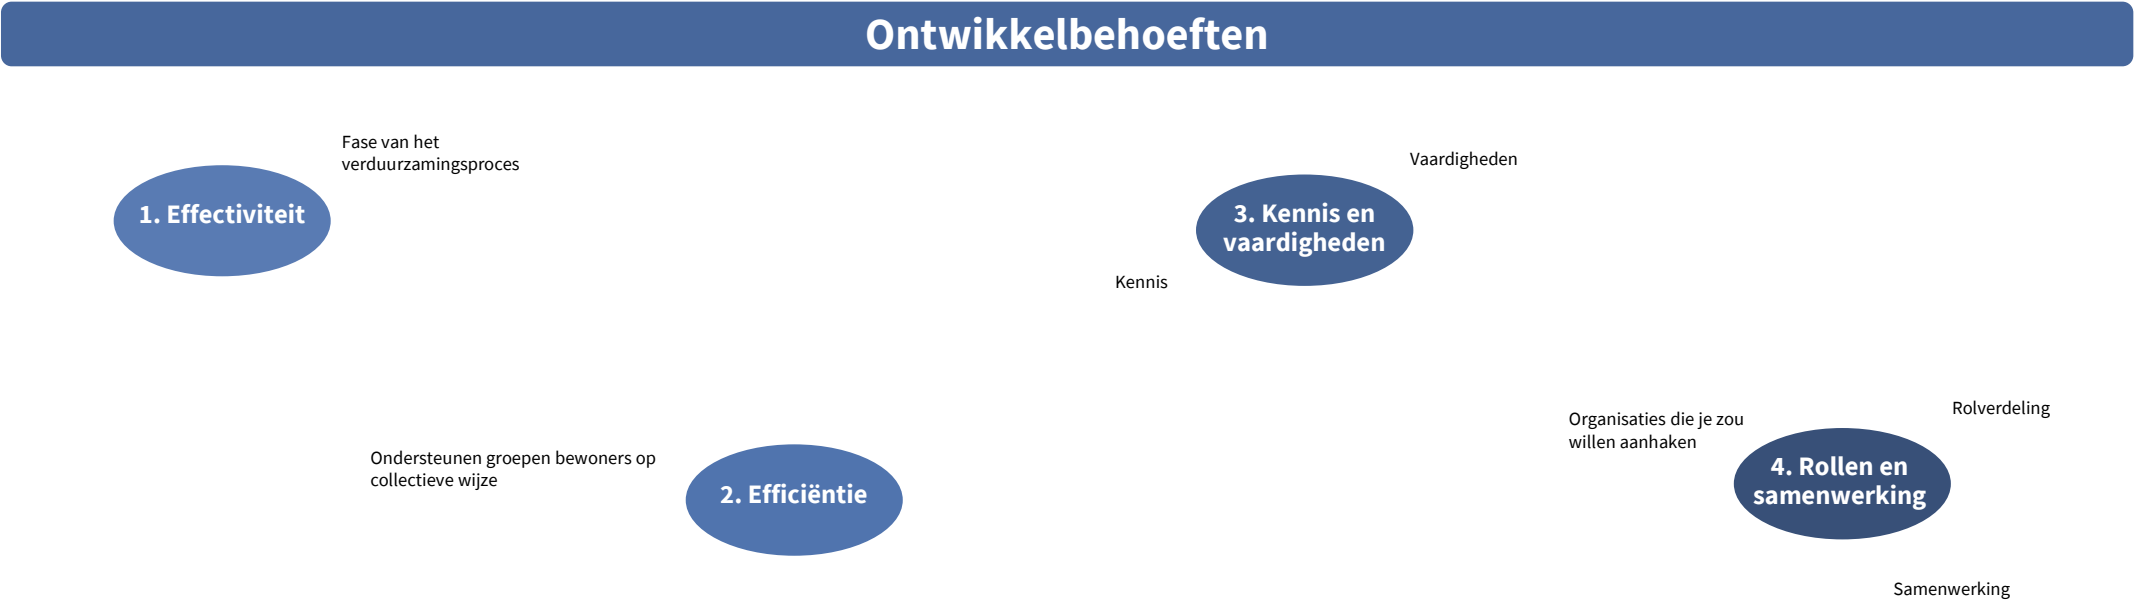 Ontwikkelbehoeften
Fase van het
verduurzamingsproces
1. Effectiviteit
Ondersteunen groepen bewoners op
collectieve wijze
2. Efficiëntie
Vaardigheden
3. Kennis en
vaardigheden
Kennis
Organisaties die je zou
willen aanhaken
Rolverdeling
4. Rollen en
samenwerking
Samenwerking